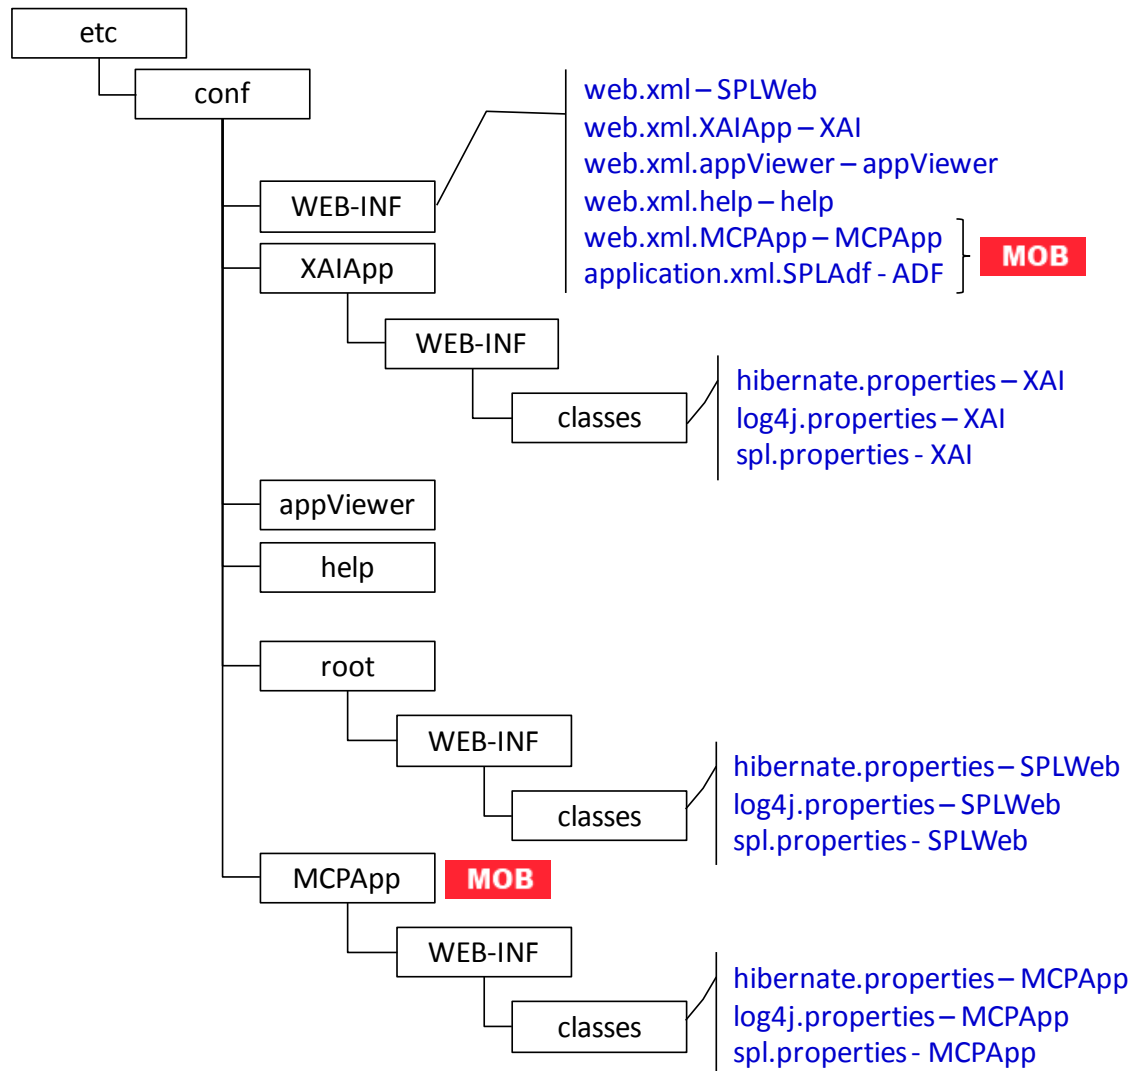 etc
conf
WEB-INF
web.xml – SPLWeb
web.xml.XAIApp – XAI
web.xml.appViewer – appViewer
web.xml.help – help
web.xml.MCPApp – MCPApp
application.xml.SPLAdf - ADF
MOB
XAIApp
WEB-INF
classes
hibernate.properties – XAI
log4j.properties – XAI
spl.properties - XAI
appViewer
help
root
WEB-INF
classes
hibernate.properties – SPLWeb
log4j.properties – SPLWeb
spl.properties - SPLWeb
MCPApp
MOB
WEB-INF
classes
hibernate.properties – MCPApp
log4j.properties – MCPApp
spl.properties - MCPApp